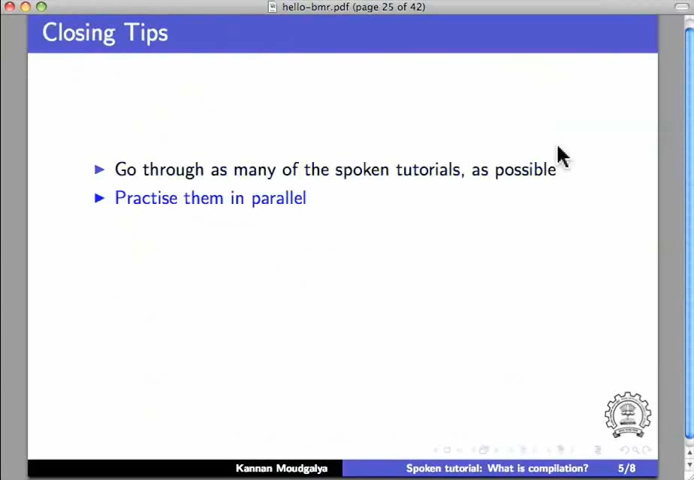 hello-bmr.pdf (page 25 of 42)
Closing Tips
Go through as many of the spoken tutorials, as possible
Practise them in parallel
Kannan Moudgalya
Spoken tutorial: What is compilation?
5/8